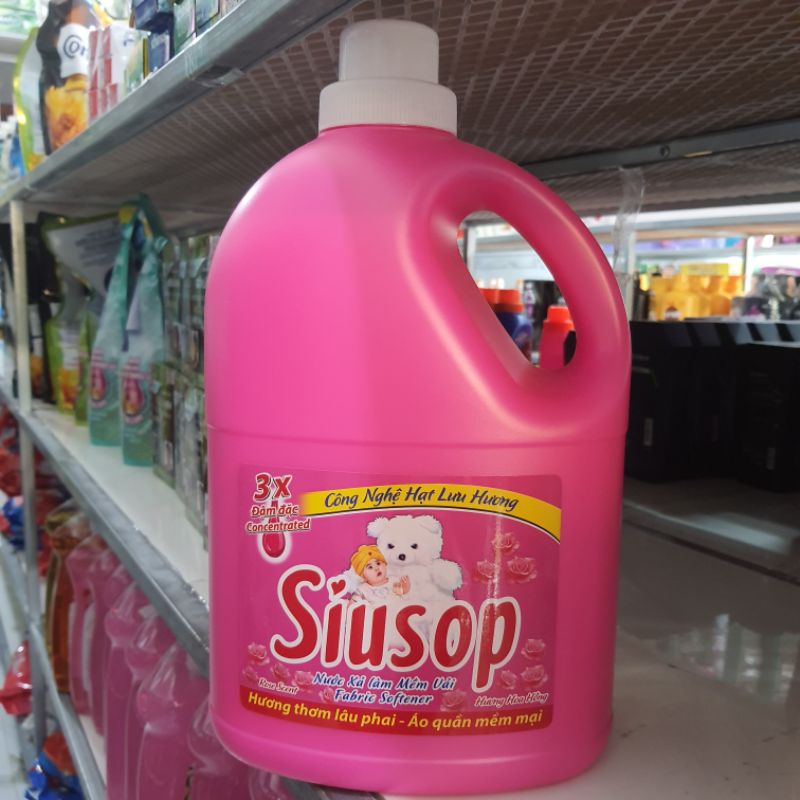 3X
Đậm đặc
Concentrated
Công Nghệ Hạt Lưu Hương
Siusop
Nước Xả làm Mềm Vải
Fabric Softener
Rose Scent
Hương Hoa Hồng
Hương thơm lâu phai - Áo quần mềm mại